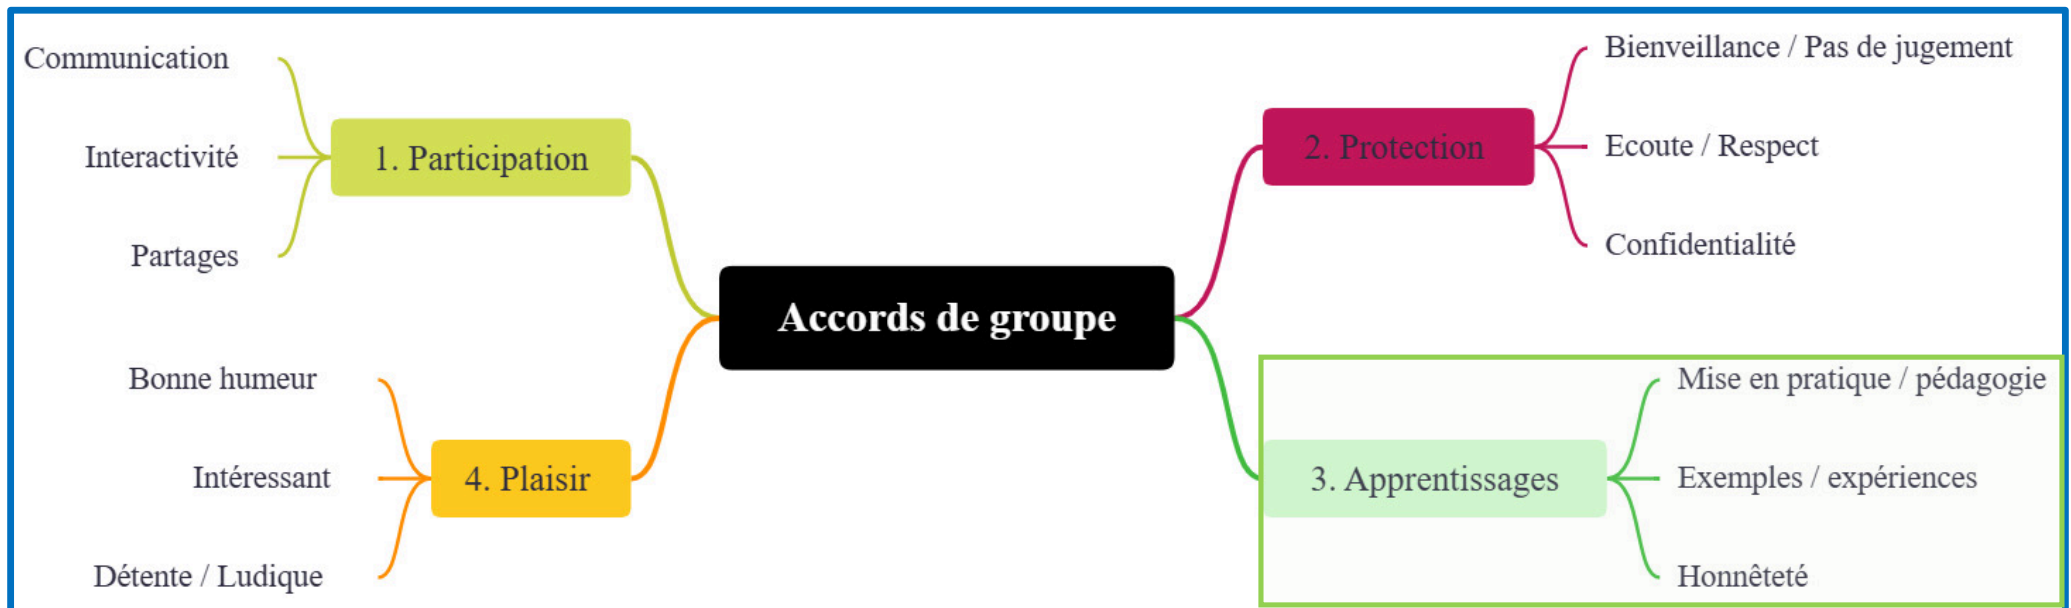 Accords de groupe
1. Participation
Communication
Interactivité
Partages
2. Protection
Bienveillance / Pas de jugement
Ecoute / Respect
Confidentialité
3. Apprentissages
Mise en pratique / pédagogie
Exemples / expériences
Honnêteté
4. Plaisir
Bonne humeur
Intéressant
Détente / Ludique